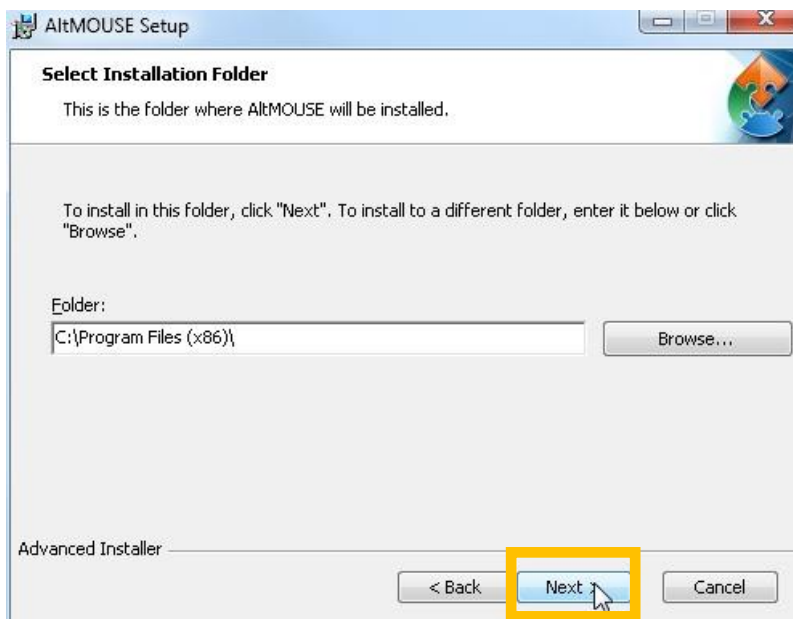 AltMOUSE Setup
Select Installation Folder
This is the folder where AltMOUSE will be installed.
To install in this folder, click "Next". To install to a different folder, enter it below or click
"Browse".
Folder:
C:\Program Files (x86)\
Browse...
Advanced Installer
< Back
Next >
Cancel